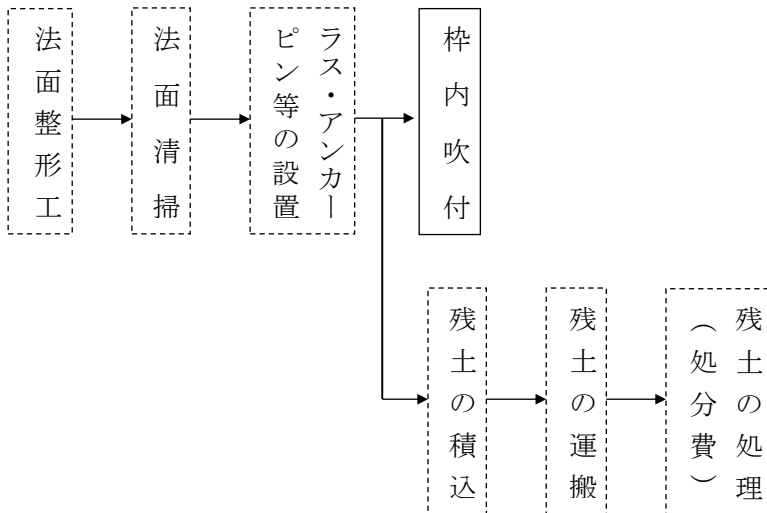 法面整形工
法面清掃
ラス・アンカー
ピン等の設置
枠内吹付
残土の積込
残土の運搬
残土の処理
（処分費）